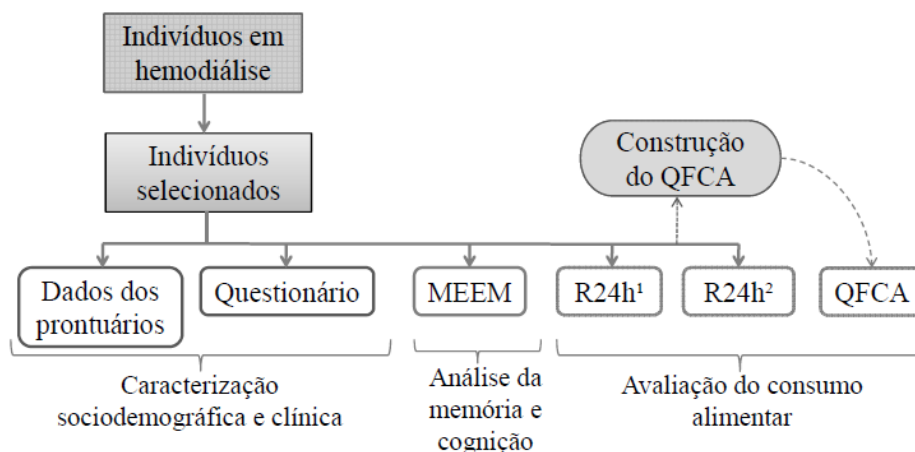 Indivíduos em
hemodiálise
Indivíduos
selecionados
Construção
do QFCA
Dados dos
prontuários
Questionário
MEEM
R24h¹
R24h²
QFCA
Caracterização
sociodemográfica e clínica
Análise da
memória e
cognição
Avaliação do consumo
alimentar